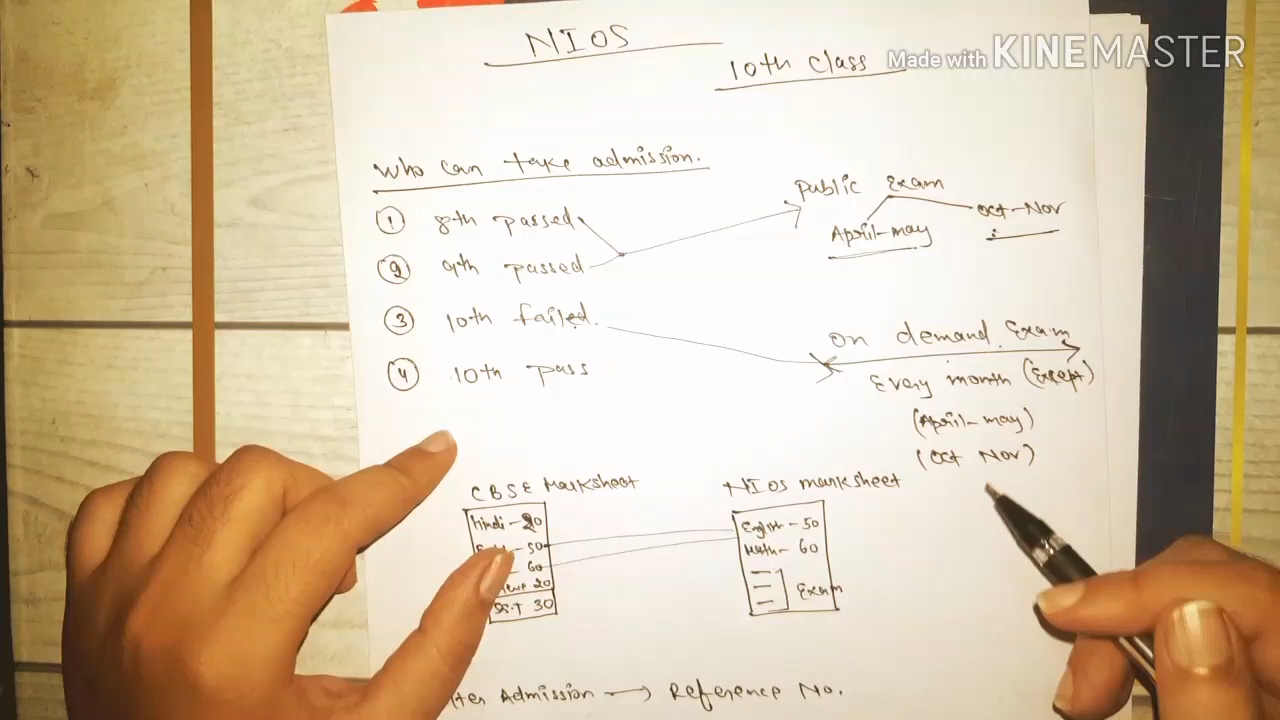 NIOS
10th class
Made with KINEMASTER
who can take admission.
① 8th passed
② 9th passed
③ 10th failed.
④ 10th pass
Public Exam
April-may
Oct-Nov
on demand Exam
Every month (Except)
(April-may)
(Oct Nov)
CBSE Marksheet
Hindi-20
50
60
20
30
NIOS marksheet
English-50
Math-60
Exam
Admission → Reference No.